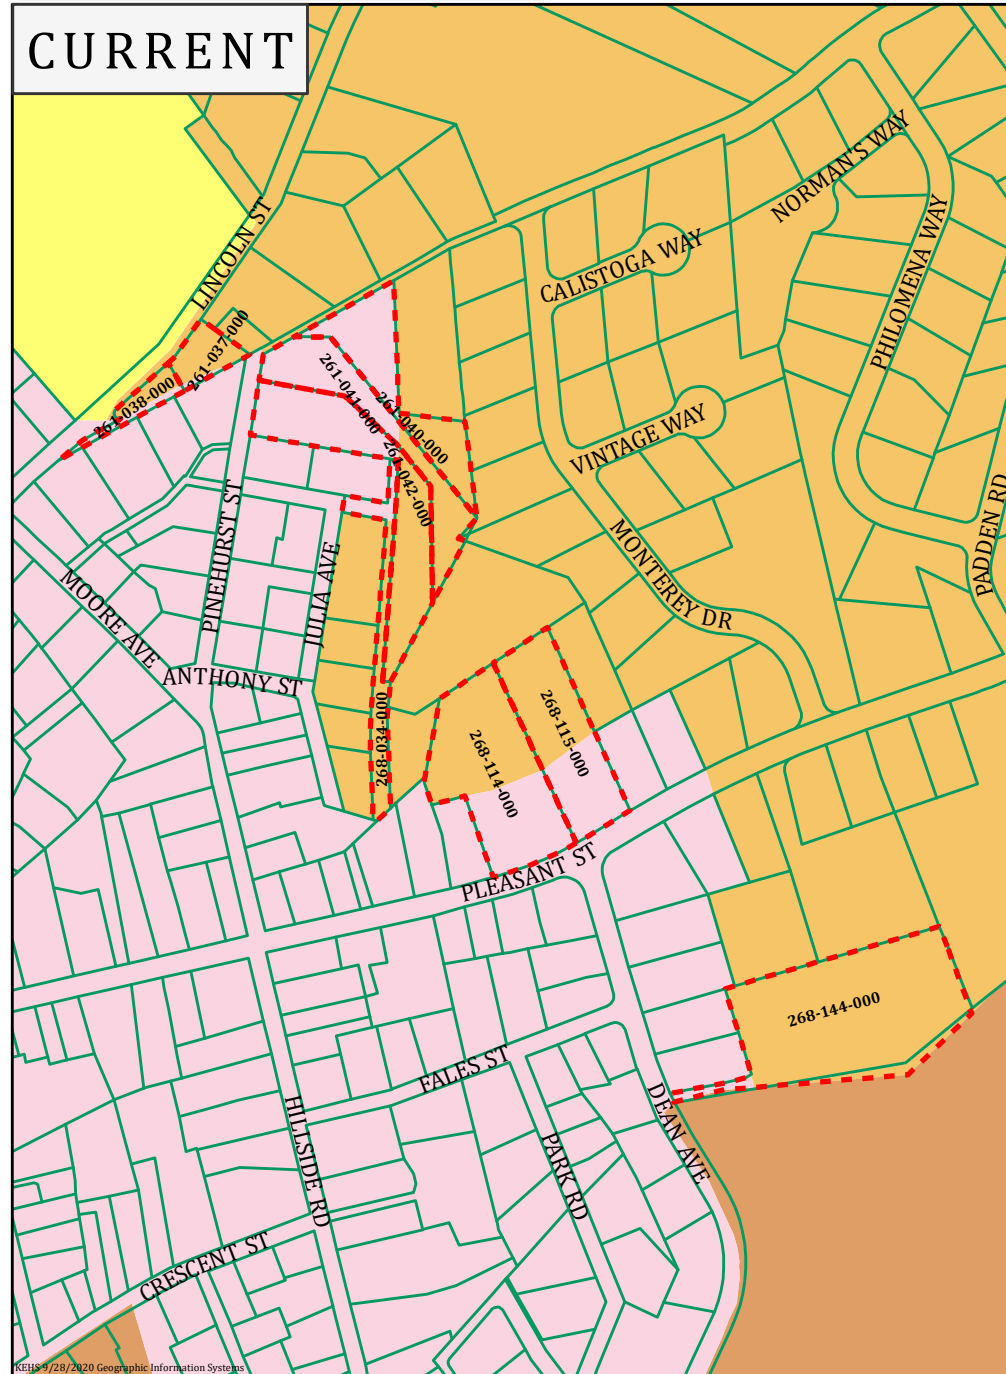 CURRENT
NORMAN'S WAY
LINCOLN ST
PHILOMENA WAY
CALISTOGA WAY
261-037-000
261-038-000
261-041-000
261-040-000
VINTAGE WAY
261-042-000
PINEHURST ST
PADDEN RD
JULIA AVE
MONTEREY DR
MOORE AVE
ANTHONY ST
268-034-000
268-115-000
268-114-000
PLEASANT ST
268-144-000
FALES ST
DEAN AVE
HILLSIDE RD
PARK RD
CRESCENT ST
KEHS 9/28/2020 Geographic Information Systems